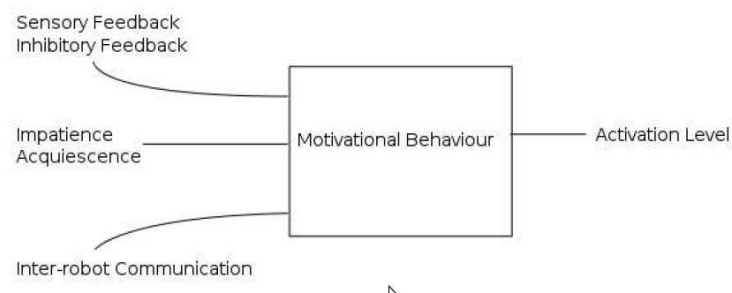 Sensory Feedback
Inhibitory Feedback
Impatience
Acquiescence
Motivational Behaviour
Activation Level
Inter-robot Communication